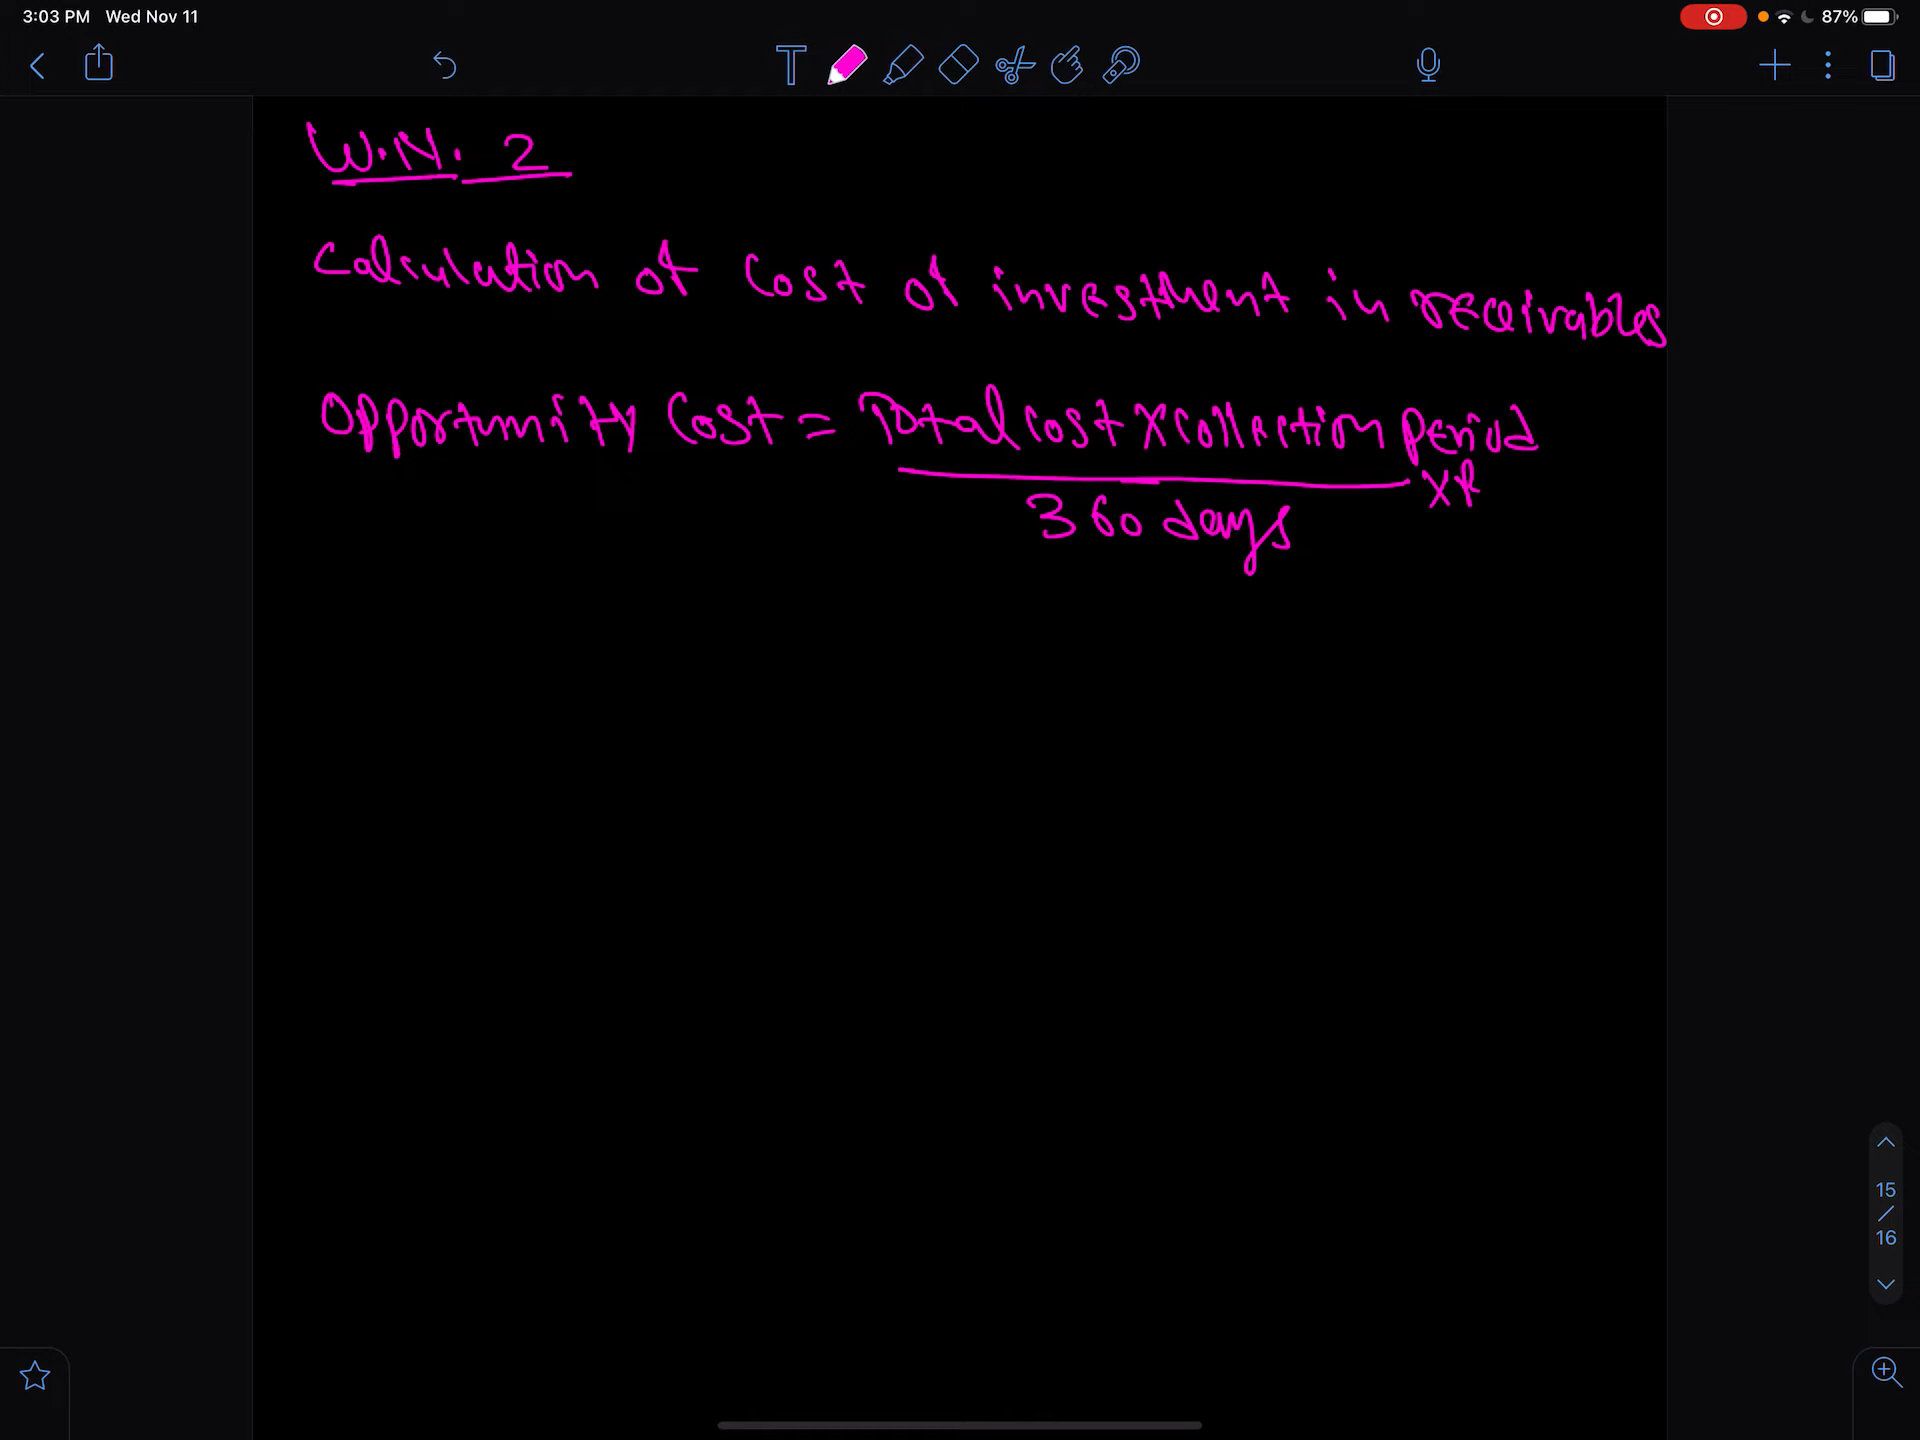 3:03 PM Wed Nov 11
87%
W.N. 2
Calculation of Cost of investment in receivables
Opportunity Cost = Total cost X Collection period
X R
360 days
15
/
16